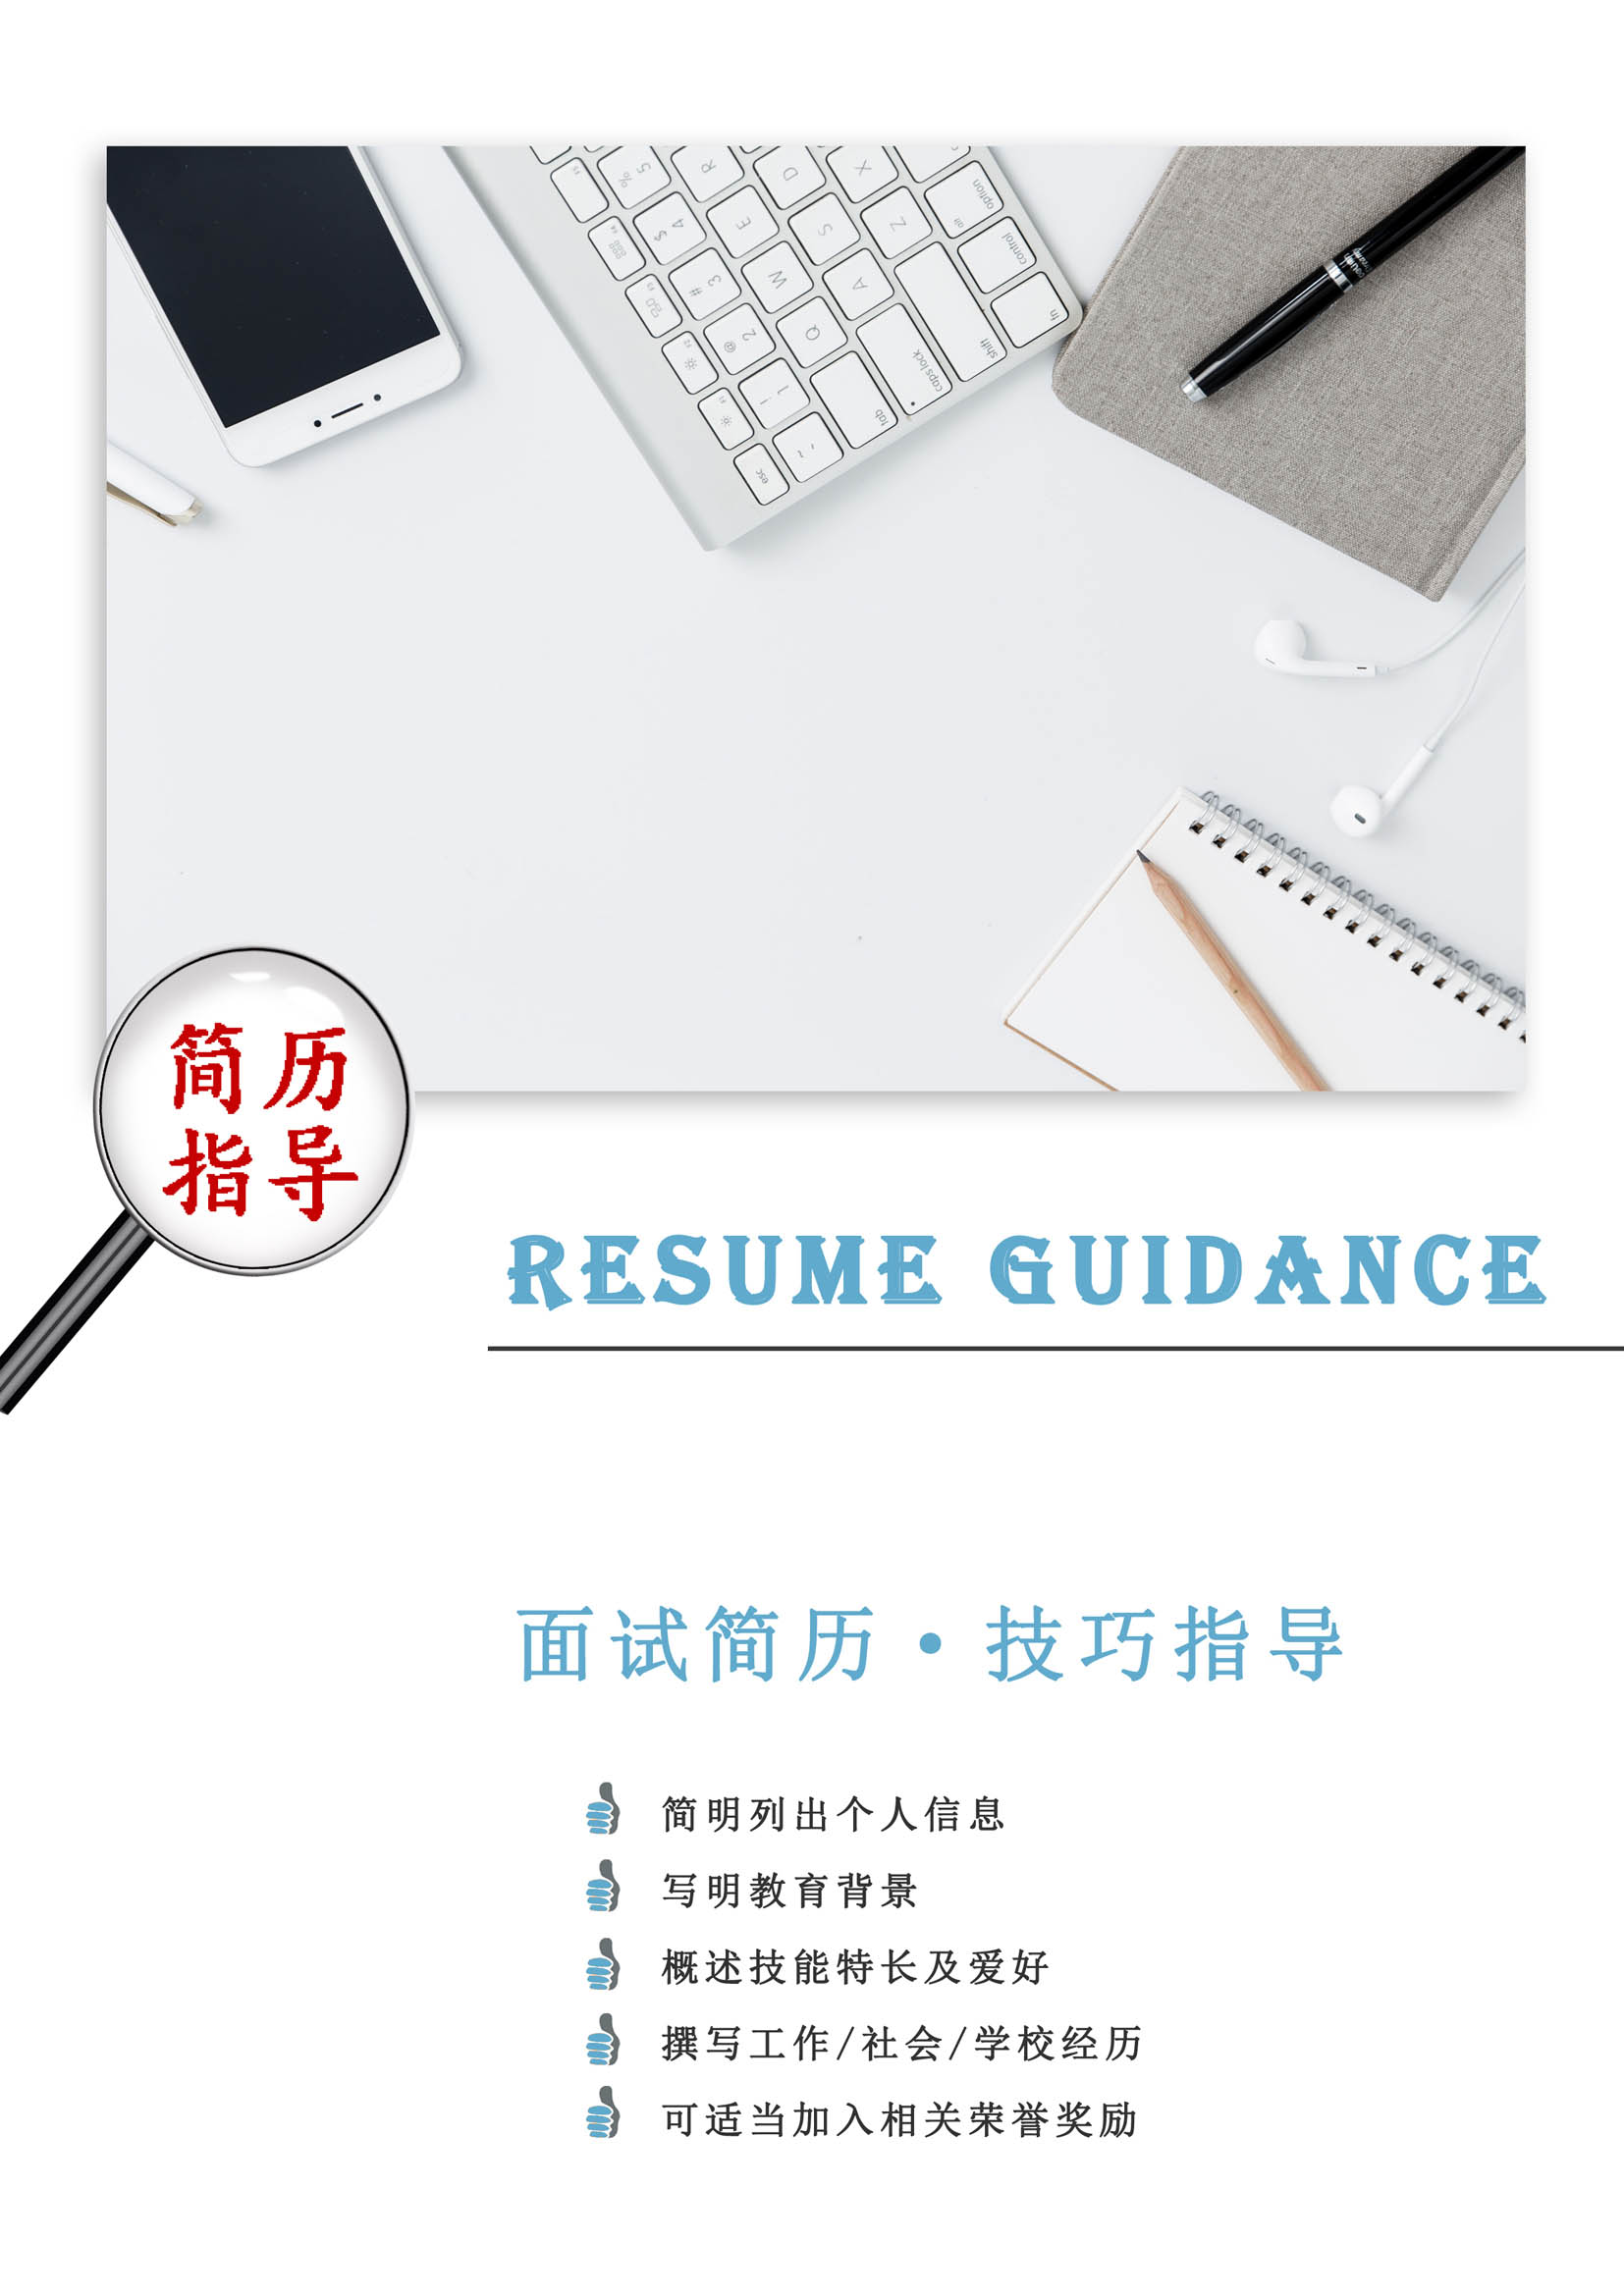 简历
指导
RESUME GUIDANCE
面试简历·技巧指导
简明列出个人信息
写明教育背景
概述技能特长及爱好
撰写工作/社会/学校经历
可适当加入相关荣誉奖励